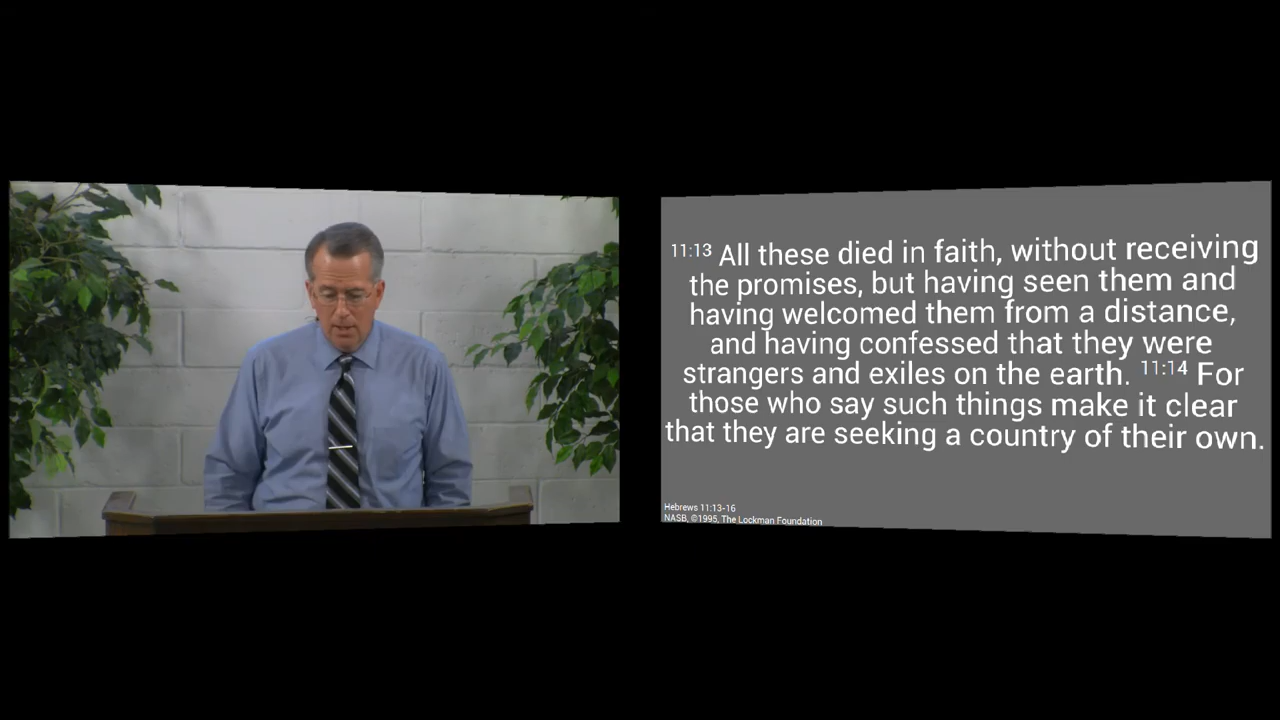 11:13 All these died in faith, without receiving
the promises, but having seen them and
having welcomed them from a distance,
and having confessed that they were
strangers and exiles on the earth. 11:14 For
those who say such things make it clear
that they are seeking a country of their own.
Hebrews 11:13-16
NASB, ©1995, The Lockman Foundation